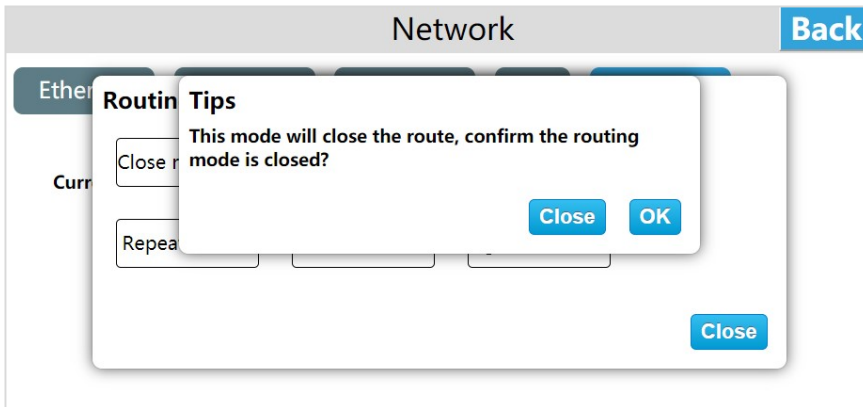 Network
Back
Ether
Routin
Tips
This mode will close the route, confirm the routing
mode is closed?
Close
Curr
Close
OK
Repea
Close